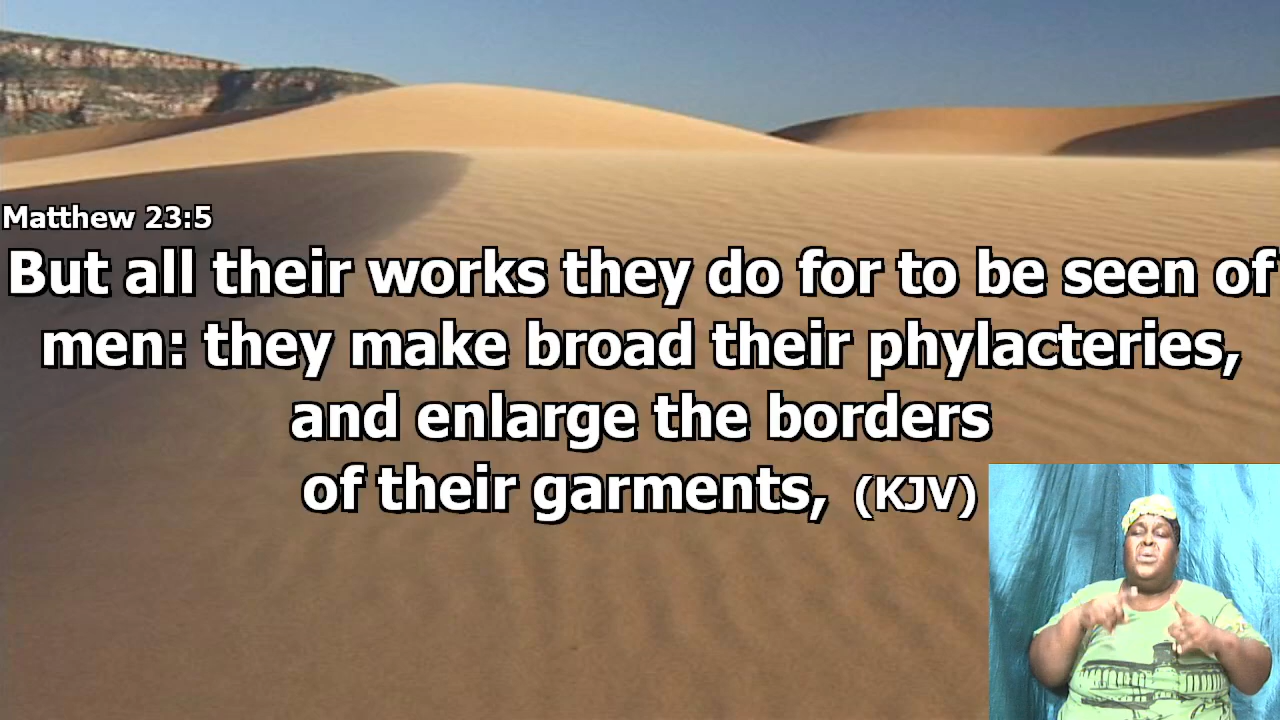 Matthew 23:5
But all their works they do for to be seen of
men: they make broad their phylacteries,
and enlarge the borders
of their garments, (KJV)